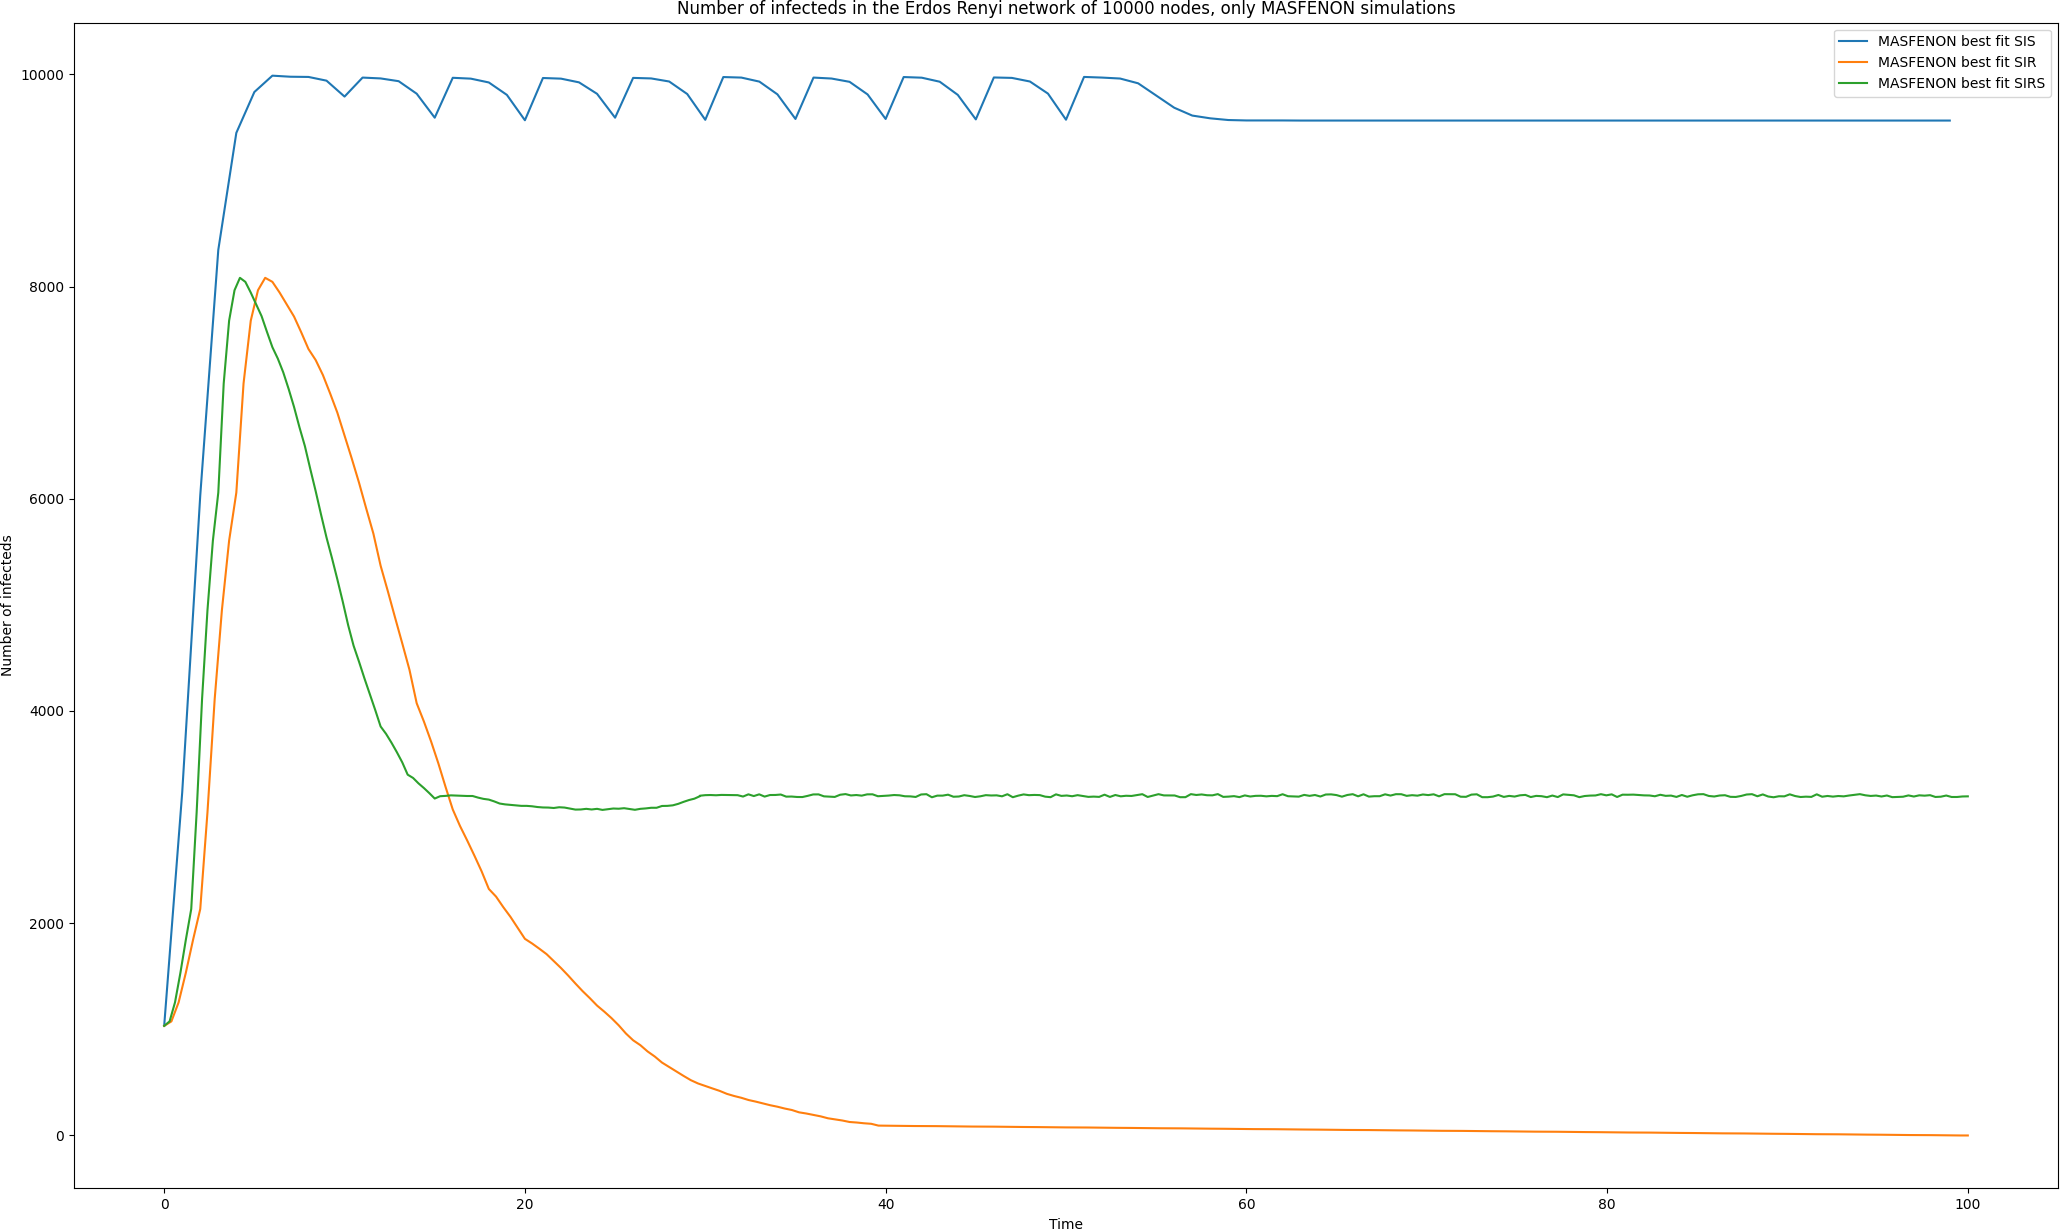 Number of infecteds in the Erdos Renyi network of 10000 nodes, only MASFENON simulations
MASFENON best fit SIS
MASFENON best fit SIR
MASFENON best fit SIRS
10000
8000
6000
4000
2000
0
Number of infecteds
0 20 40 60 80 100
Time